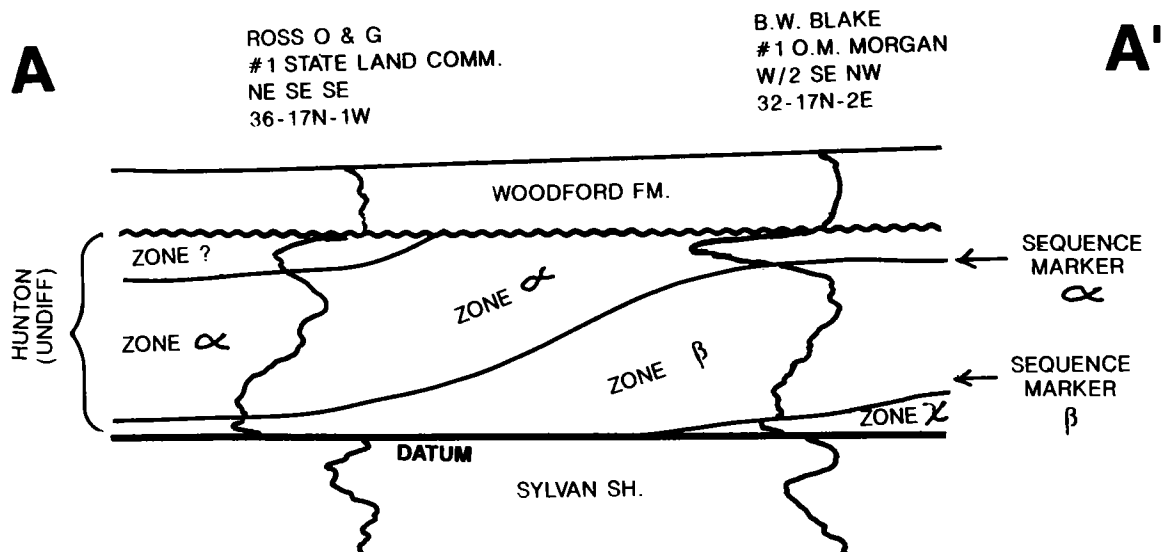 A
ROSS O & G
#1 STATE LAND COMM.
NE SE SE
36-17N-1W
B.W. BLAKE
#1 O.M. MORGAN
W/2 SE NW
32-17N-2E
A'
WOODFORD FM.
HUNTON
(UNDIFF)
ZONE ?
ZONE α
ZONE α
ZONE β
ZONE χ
SEQUENCE
MARKER
α
SEQUENCE
MARKER
β
DATUM
SYLVAN SH.